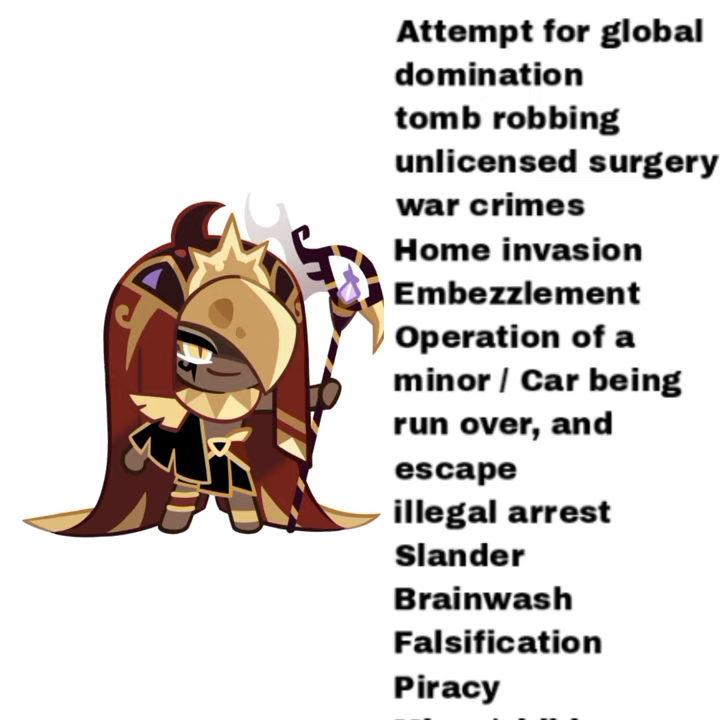 Attempt for global
domination
tomb robbing
unlicensed surgery
war crimes
Home invasion
Embezzlement
Operation of a
minor / Car being
run over, and
escape
illegal arrest
Slander
Brainwash
Falsification
Piracy